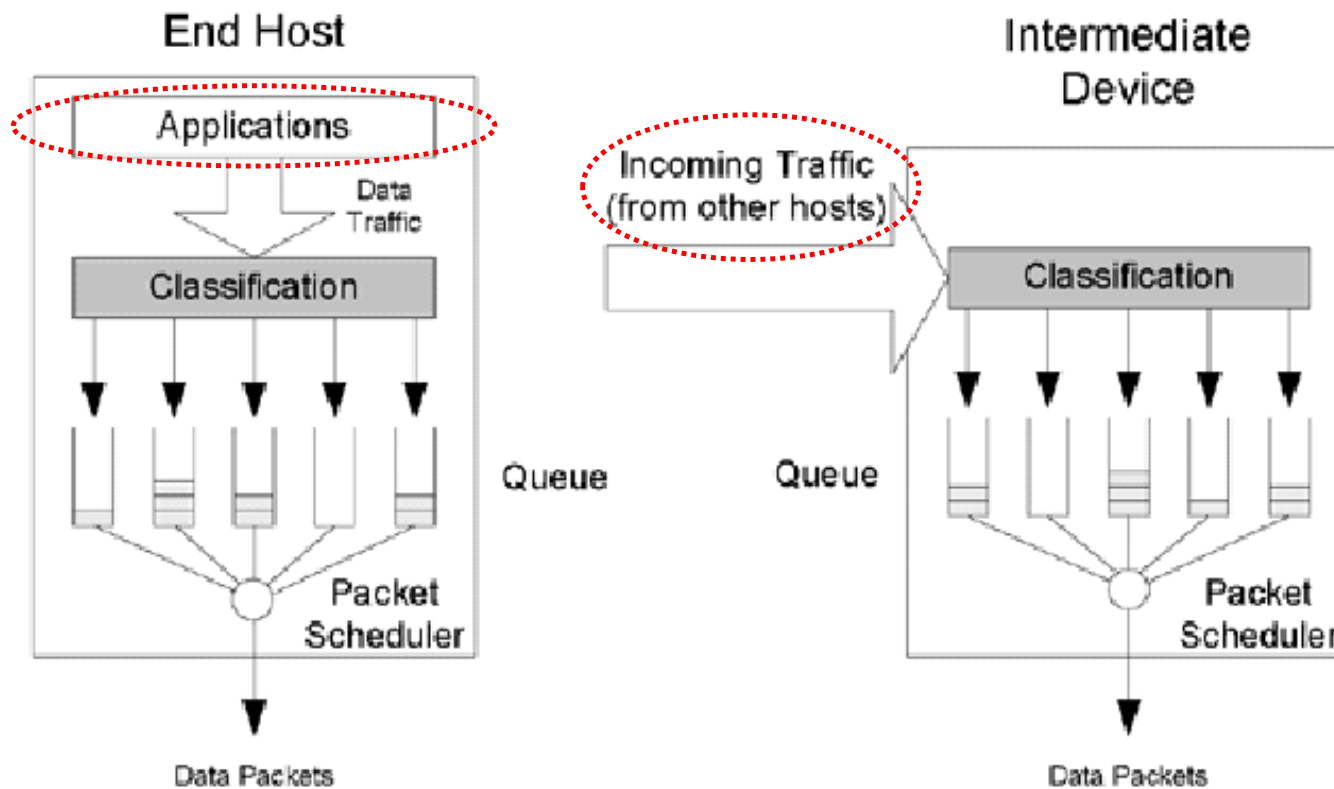 End Host
Applications
Data
Traffic
Classification
Queue
Packet
Scheduler
Data Packets
Intermediate
Device
Incoming Traffic
(from other hosts)
Classification
Queue
Packet
Scheduler
Data Packets